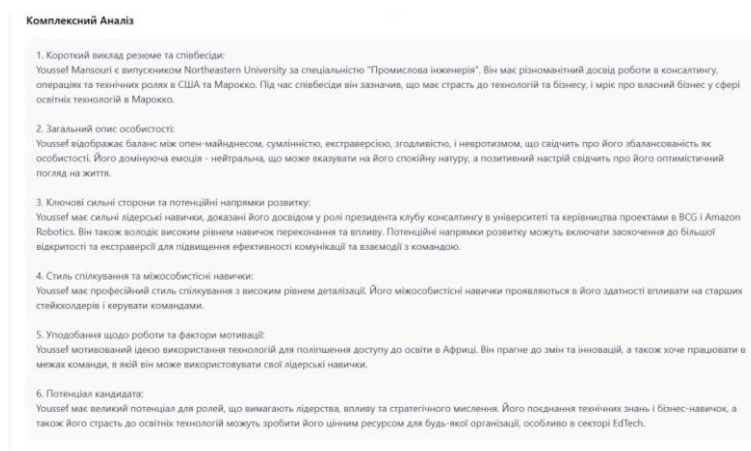 Комплексний Аналіз
1. Короткий виклад резюме та співбесіди:
Youssef Mansouri є випускником Northeastern University за спеціальністю "Промислова інженерія". Він має різноманітний досвід роботи в консалтингу,
операціях та технічних ролях в США та Марокко. Під час співбесіди він зазначив, що має страсть до технологій та бізнесу, і мріє про власний бізнес у сфері
освітніх технологій в Марокко.
2. Загальний опис особистості:
Youssef відображає баланс між опен-майнднесом, сумлінністю, екстраверсією, згодливістю, і невротизмом, що свідчить про його збалансованість як
особистості. Його домінуюча емоція - нейтральна, що може вказувати на його спокійну натуру, а позитивний настрій свідчить про його оптимістичний
погляд на життя.
3. Ключові сильні сторони та потенційні напрямки розвитку:
Youssef має сильні лідерські навички, доказані його досвідом у ролі президента клубу консалтингу в університеті та керівництва проектами в BCG і Amazon
Robotics. Він також володіє високим рівнем навичок переконання та впливу. Потенційні напрямки розвитку можуть включати заохочення до більшої
відкритості та екстраверсії для підвищення ефективності комунікації та взаємодії з командою.
4. Стиль спілкування та міжособистісні навички:
Youssef має професійний стиль спілкування з високим рівнем деталізації. Його міжособистісні навички проявляються в його здатності впливати на старших
стейкхолдерів і керувати командами.
5. Уподобання щодо роботи та фактори мотивації:
Youssef мотивований ідеєю використання технологій для поліпшення доступу до освіти в Африці. Він прагне до змін та інновацій, а також хоче працювати в
межах команди, в якій він може використовувати свої лідерські навички.
6. Потенціал кандидата:
Youssef має великий потенціал для ролей, що вимагають лідерства, впливу та стратегічного мислення. Його поєднання технічних знань і бізнес-навичок, а
також його страсть до освітніх технологій можуть зробити його цінним ресурсом для будь-якої організації, особливо в секторі EdTech.